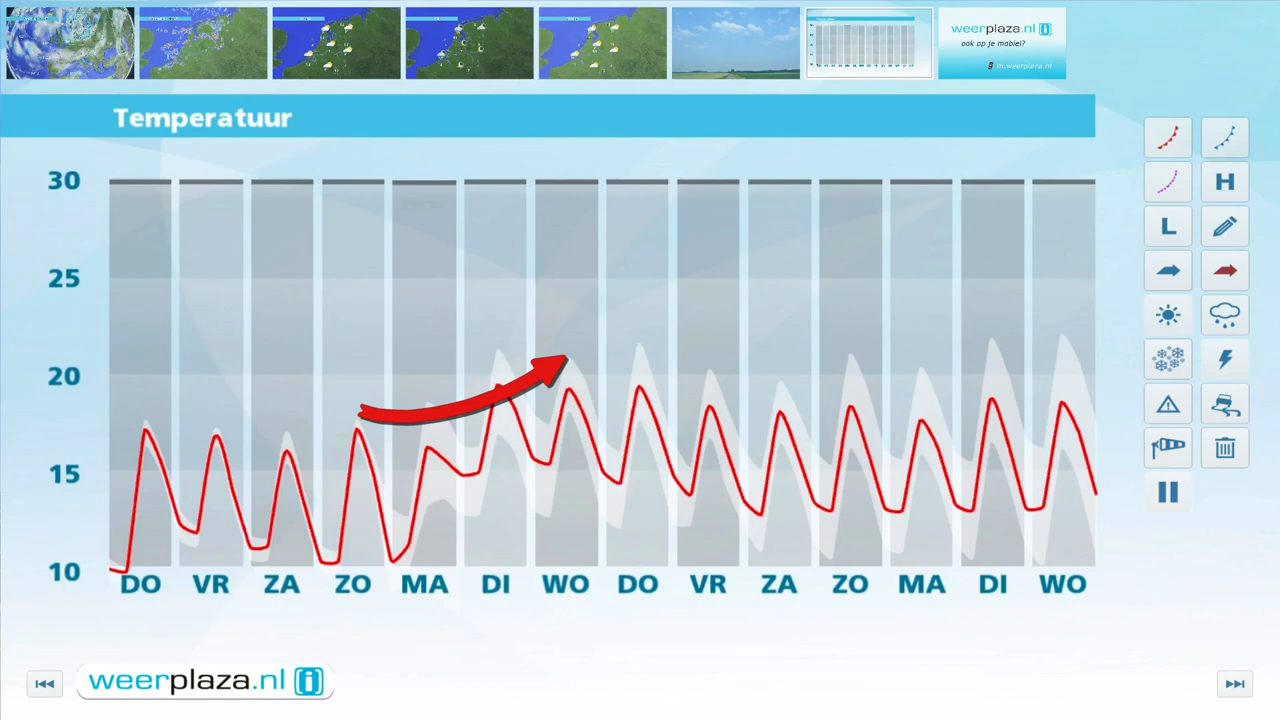 weerplaza.nl
ook op je mobiel?
m.weerplaza.nl
Temperatuur
30
25
20
15
10
DO VR ZA ZO MA DI WO DO VR ZA ZO MA DI WO
H
L
weerplaza.nl